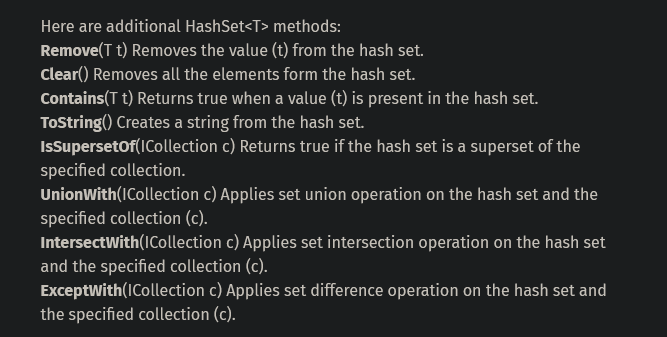 Here are additional HashSet<T> methods:
Remove(T t) Removes the value (t) from the hash set.
Clear() Removes all the elements form the hash set.
Contains(T t) Returns true when a value (t) is present in the hash set.
ToString() Creates a string from the hash set.
IsSupersetOf(ICollection c) Returns true if the hash set is a superset of the
specified collection.
UnionWith(ICollection c) Applies set union operation on the hash set and the
specified collection (c).
IntersectWith(ICollection c) Applies set intersection operation on the hash set
and the specified collection (c).
ExceptWith(ICollection c) Applies set difference operation on the hash set and
the specified collection (c).